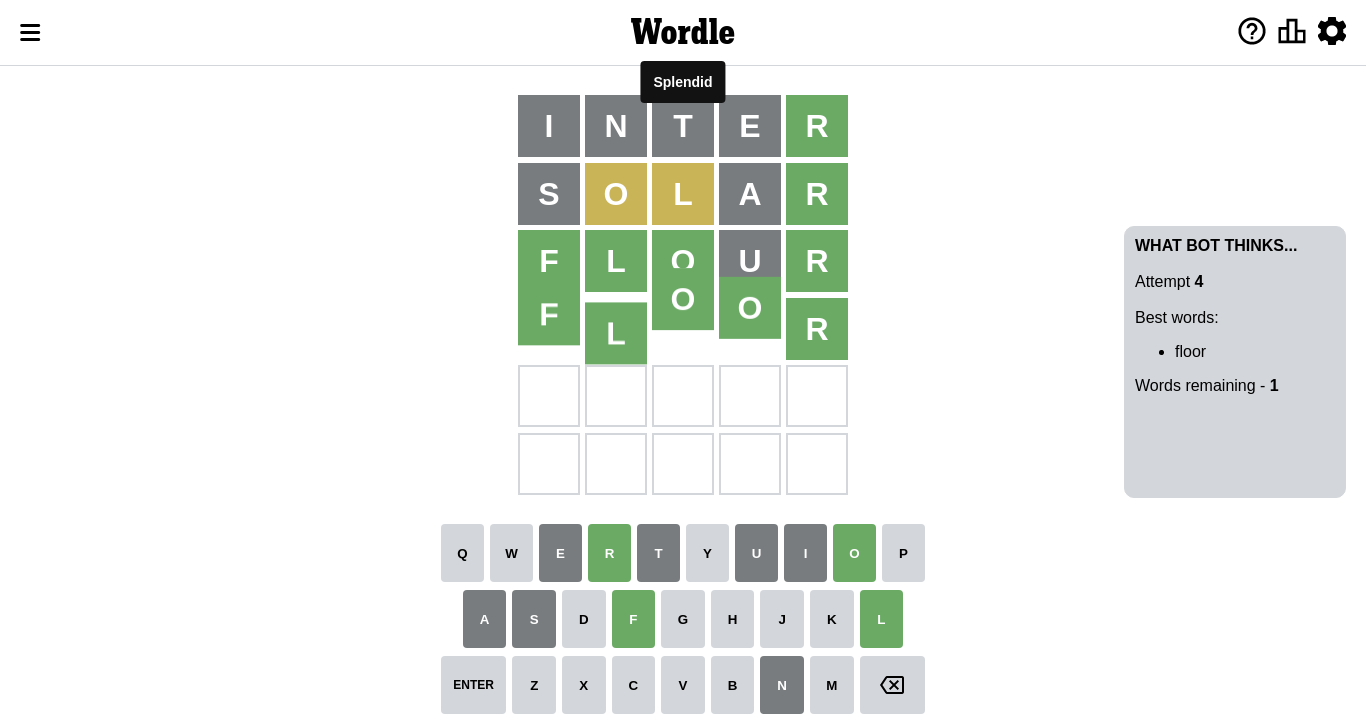 Wordle
Splendid
I N T E R
S O L A R
F L O U R
F L O O R
WHAT BOT THINKS...
Attempt 4
Best words:
• floor
Words remaining - 1
Q W E R T Y U I O P
A S D F G H J K L
ENTER Z X C V B N M